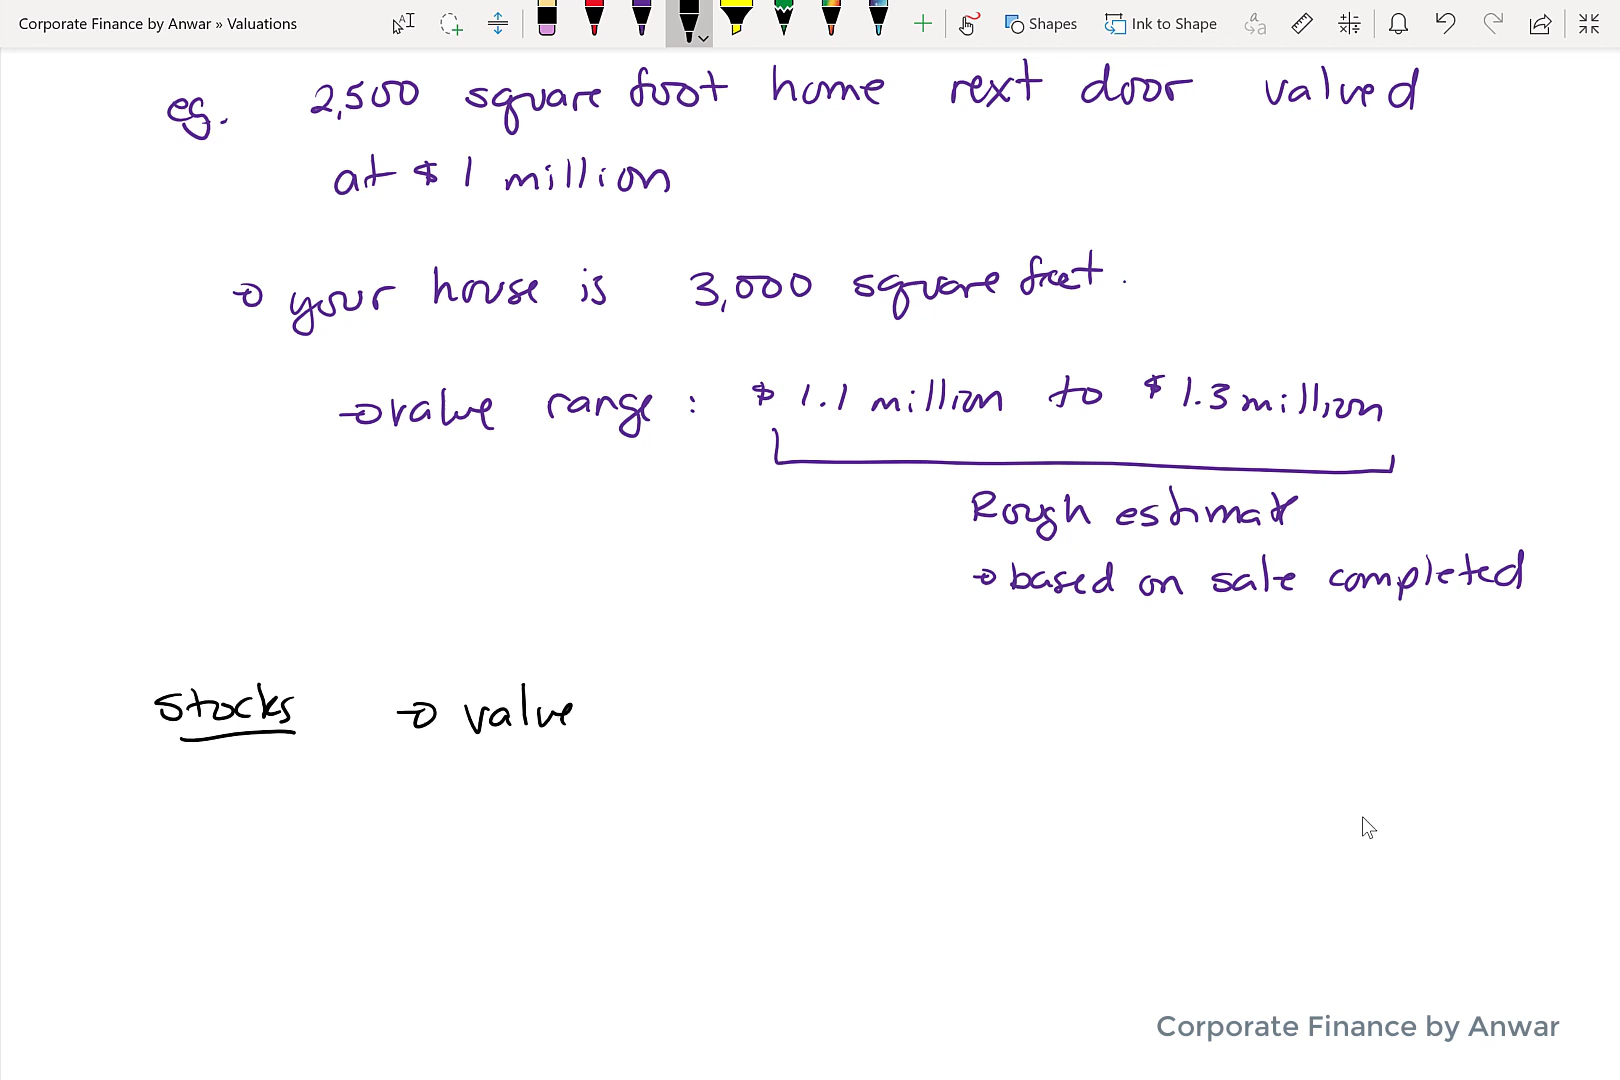 Corporate Finance by Anwar » Valuations
Shapes
Ink to Shape
eg. 2,500 square foot home next door valued
at $1 million
your house is 3,000 square feet.
value range: $1.1 million to $1.3 million
Rough estimate
based on sale completed
Stocks → value
Corporate Finance by Anwar